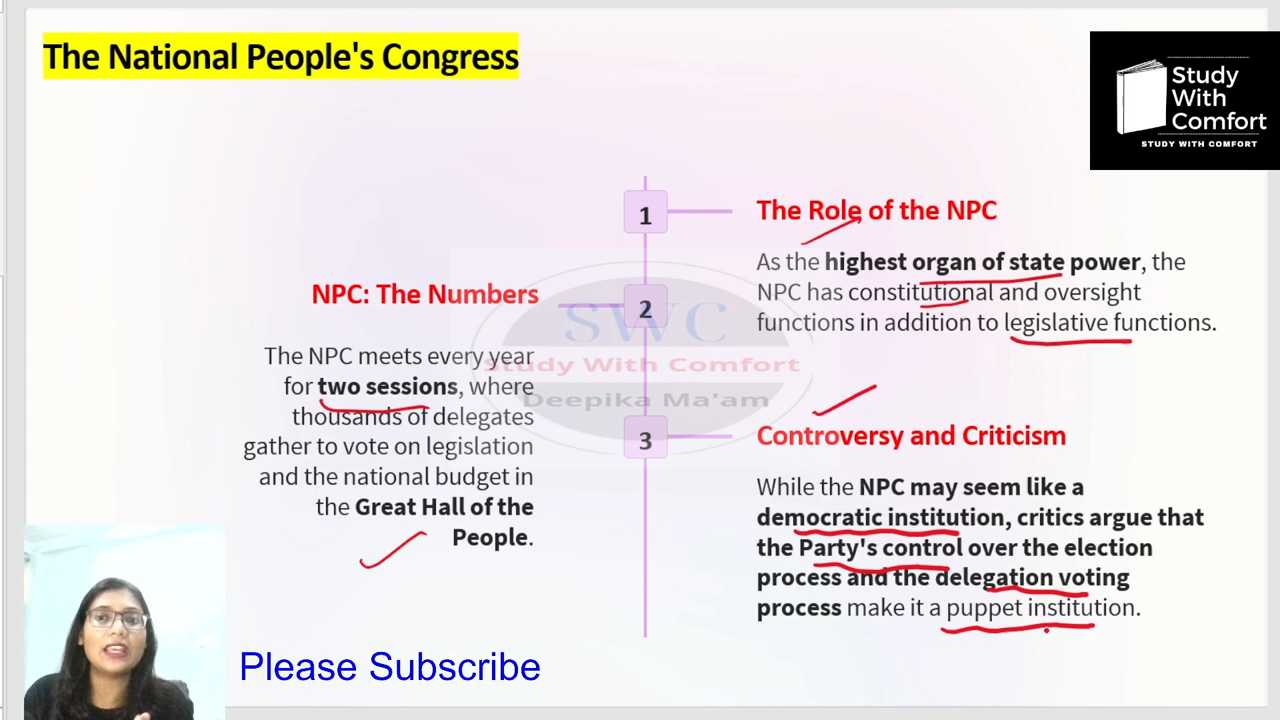 The National People's Congress
Study
With
Comfort
STUDY WITH COMFORT
1
The Role of the NPC
As the highest organ of state power, the
NPC has constitutional and oversight
functions in addition to legislative functions.
NPC: The Numbers
2
The NPC meets every year
for two sessions, where
thousands of delegates
gather to vote on legislation
and the national budget in
the Great Hall of the
People.
SWC
Study With Comfort
Deepika Ma'am
3
Controversy and Criticism
While the NPC may seem like a
democratic institution, critics argue that
the Party's control over the election
process and the delegation voting
process make it a puppet institution.
Please Subscribe